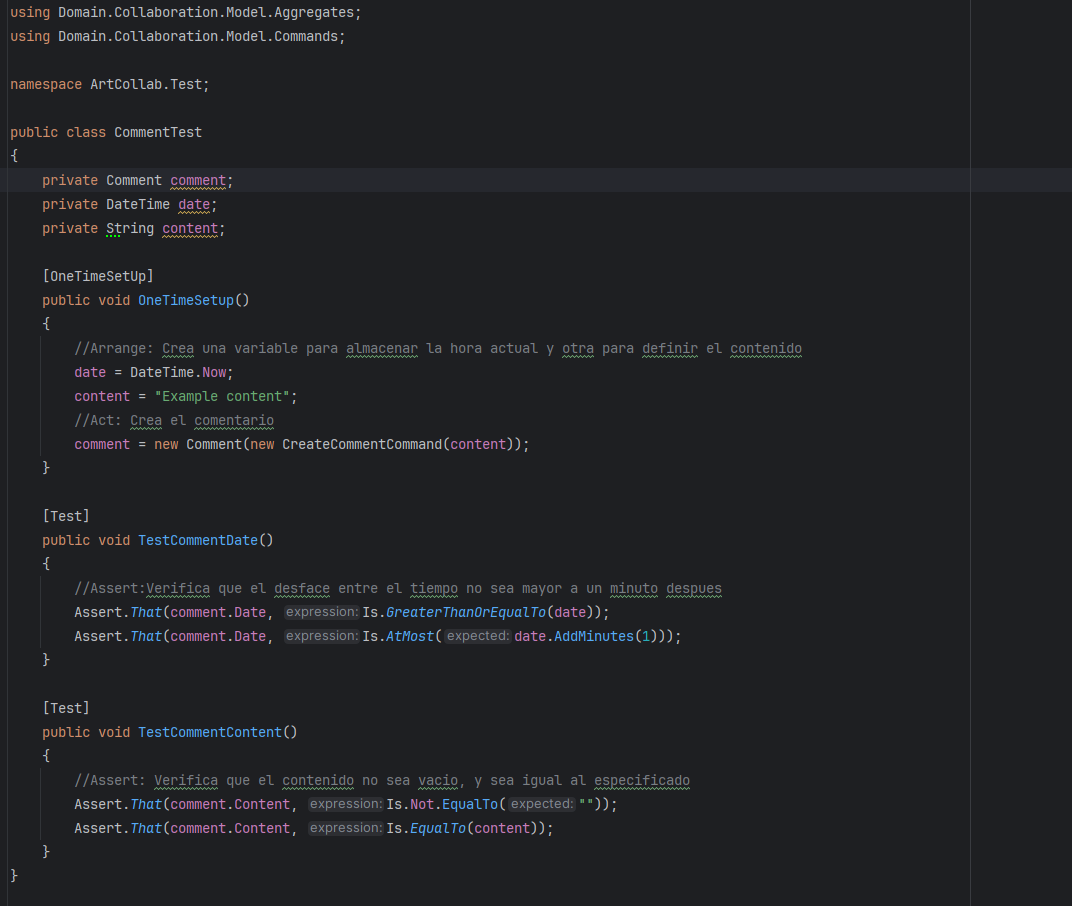 using Domain.Collaboration.Model.Aggregates;
using Domain.Collaboration.Model.Commands;

namespace ArtCollab.Test;

public class CommentTest
{
    private Comment comment;
    private DateTime date;
    private String content;

    [OneTimeSetUp]
    public void OneTimeSetup()
    {
        //Arrange: Crea una variable para almacenar la hora actual y otra para definir el contenido
        date = DateTime.Now;
        content = "Example content";
        //Act: Crea el comentario
        comment = new Comment(new CreateCommentCommand(content));
    }

    [Test]
    public void TestCommentDate()
    {
        //Assert:Verifica que el desface entre el tiempo no sea mayor a un minuto despues
        Assert.That(comment.Date, expression: Is.GreaterThanOrEqualTo(date));
        Assert.That(comment.Date, expression: Is.AtMost( expected: date.AddMinutes(1)));
    }

    [Test]
    public void TestCommentContent()
    {
        //Assert: Verifica que el contenido no sea vacio, y sea igual al especificado
        Assert.That(comment.Content, expression: Is.Not.EqualTo( expected: ""));
        Assert.That(comment.Content, expression: Is.EqualTo(content));
    }
}